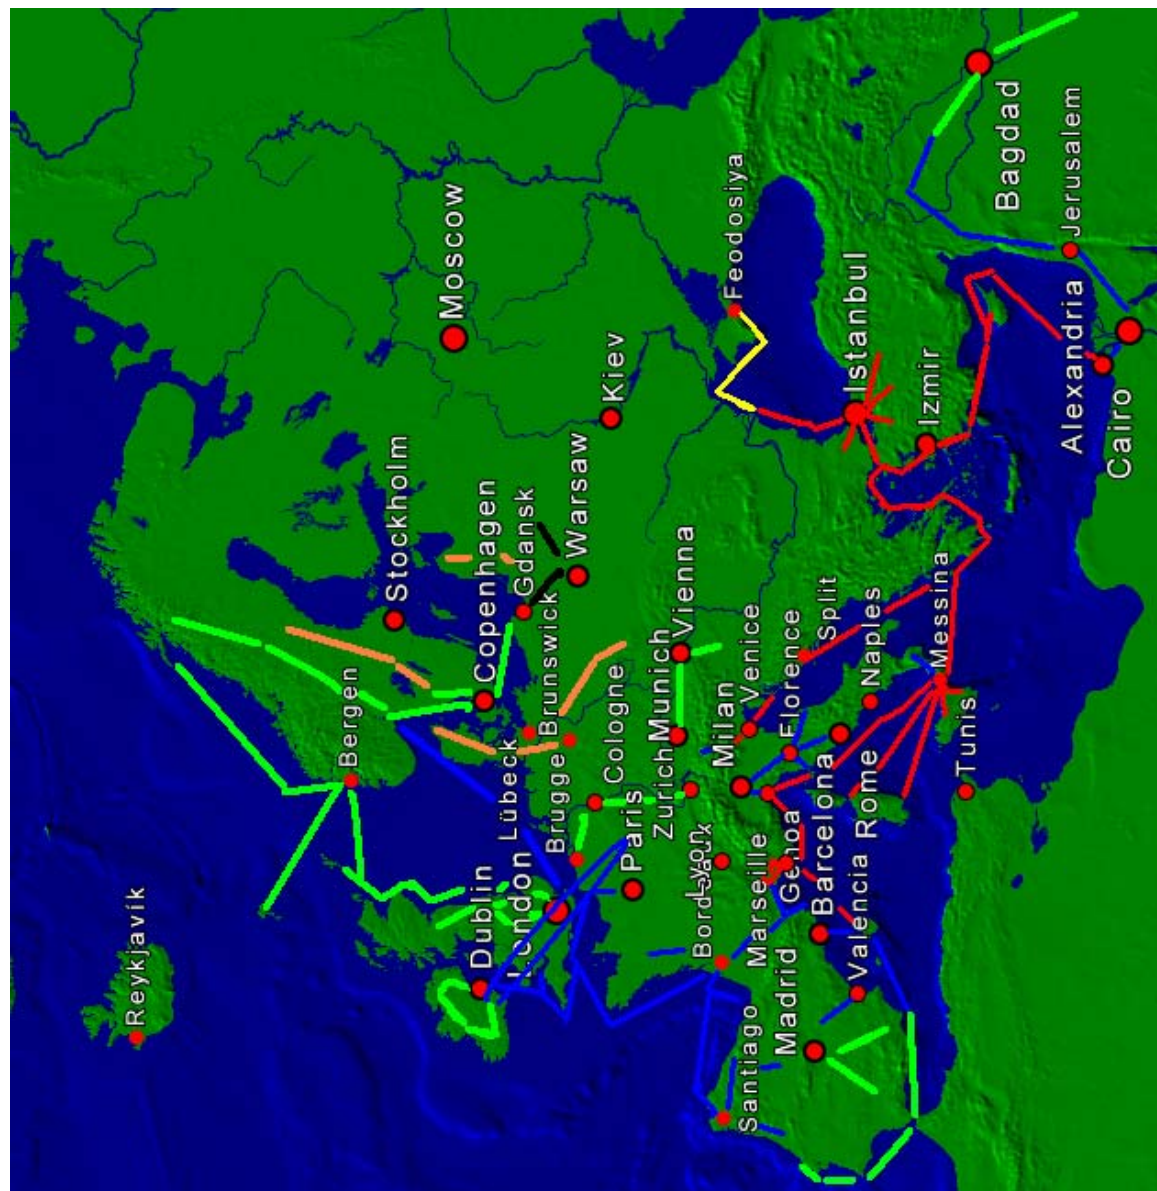 Reykjavík
Bergen
Stockholm
Moscow
Copenhagen
Gdansk
Dublin
London
Lübeck
Brunswick
Brugge
Cologne
Warsaw
Kiev
Paris
Zurich
Munich
Vienna
Bordeaux
Lyon
Milan
Venice
Feodosiya
Santiago
Marseille
Genoa
Florence
Split
Madrid
Barcelona
Rome
Naples
Istanbul
Valencia
Messina
Izmir
Tunis
Bagdad
Jerusalem
Alexandria
Cairo